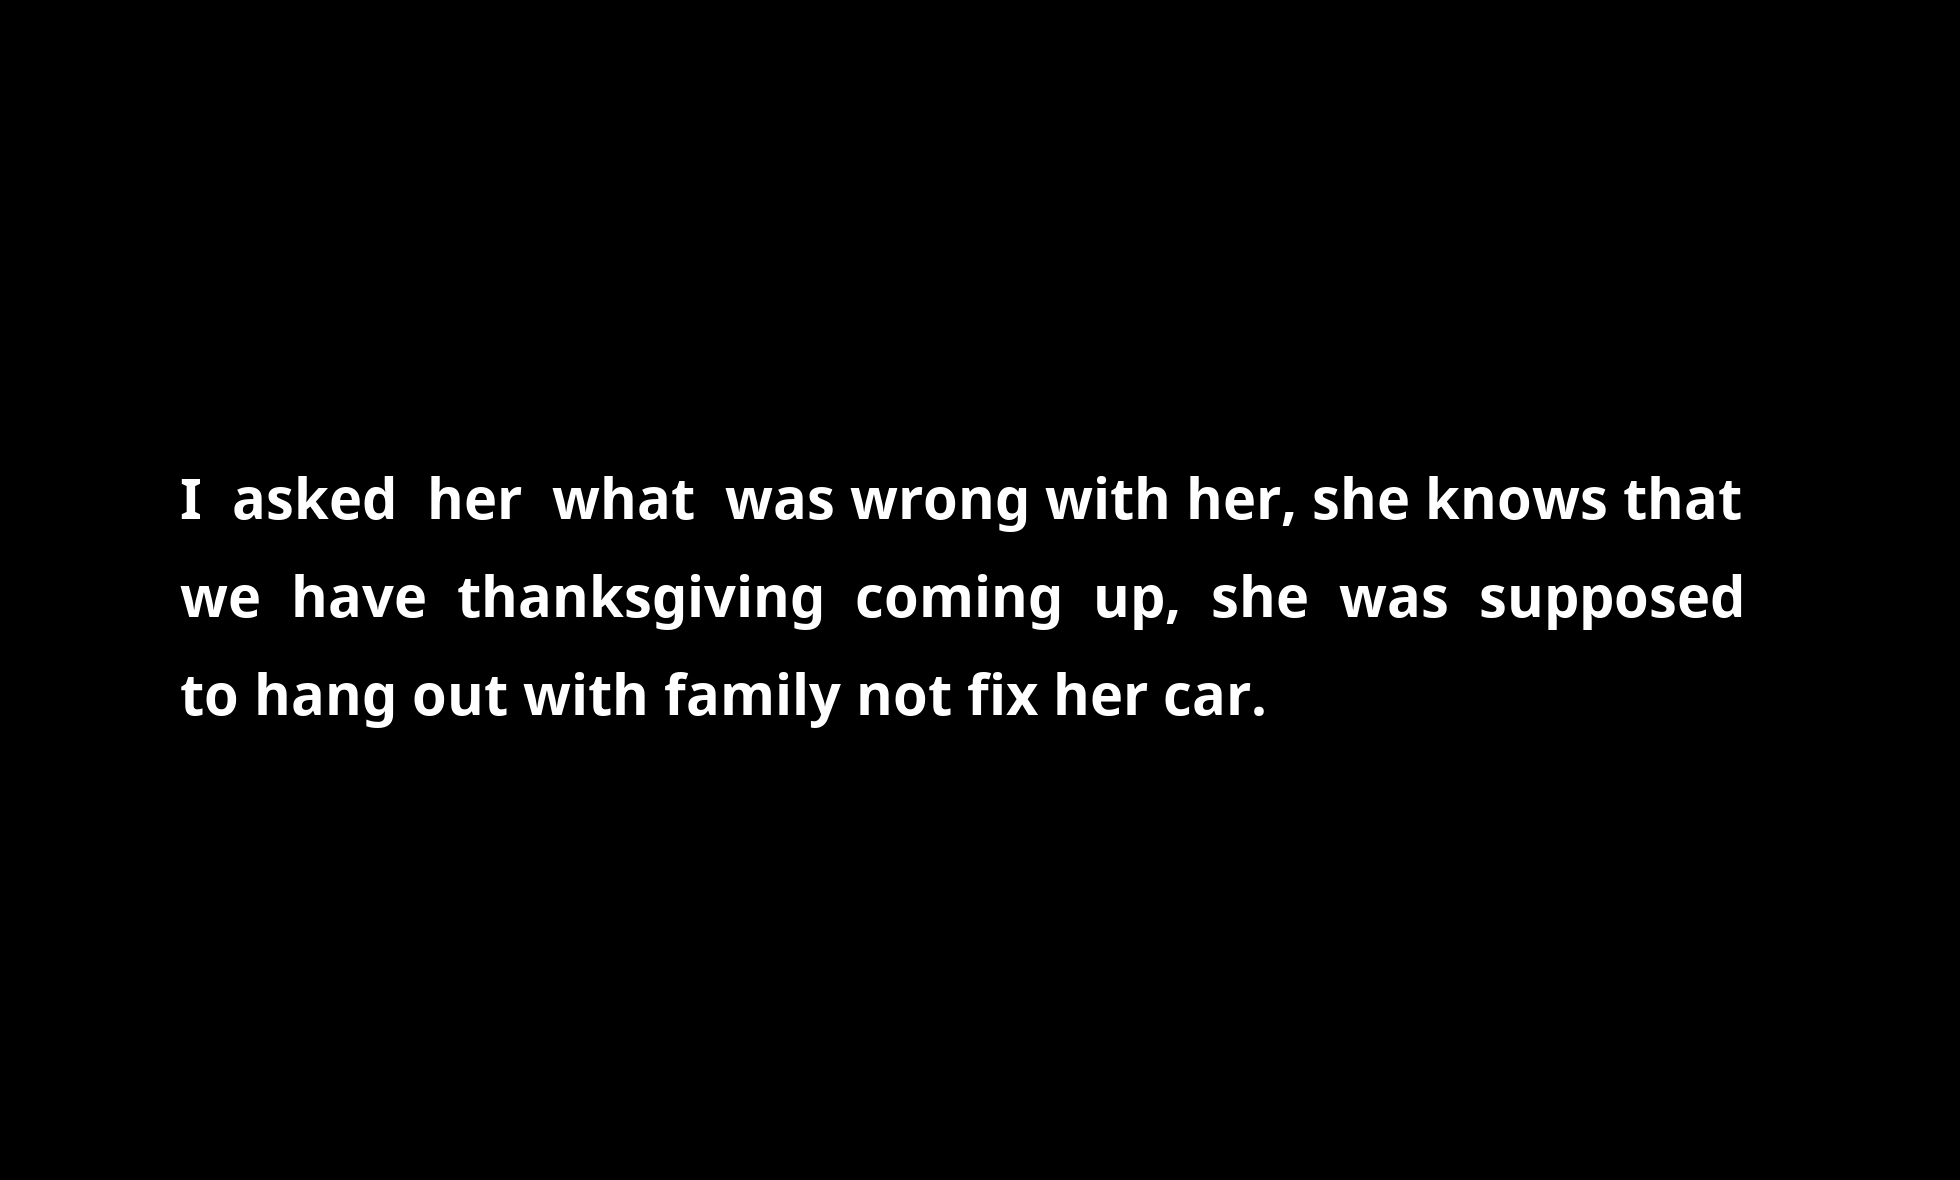 I asked her what was wrong with her, she knows that
we have thanksgiving coming up, she was supposed
to hang out with family not fix her car.